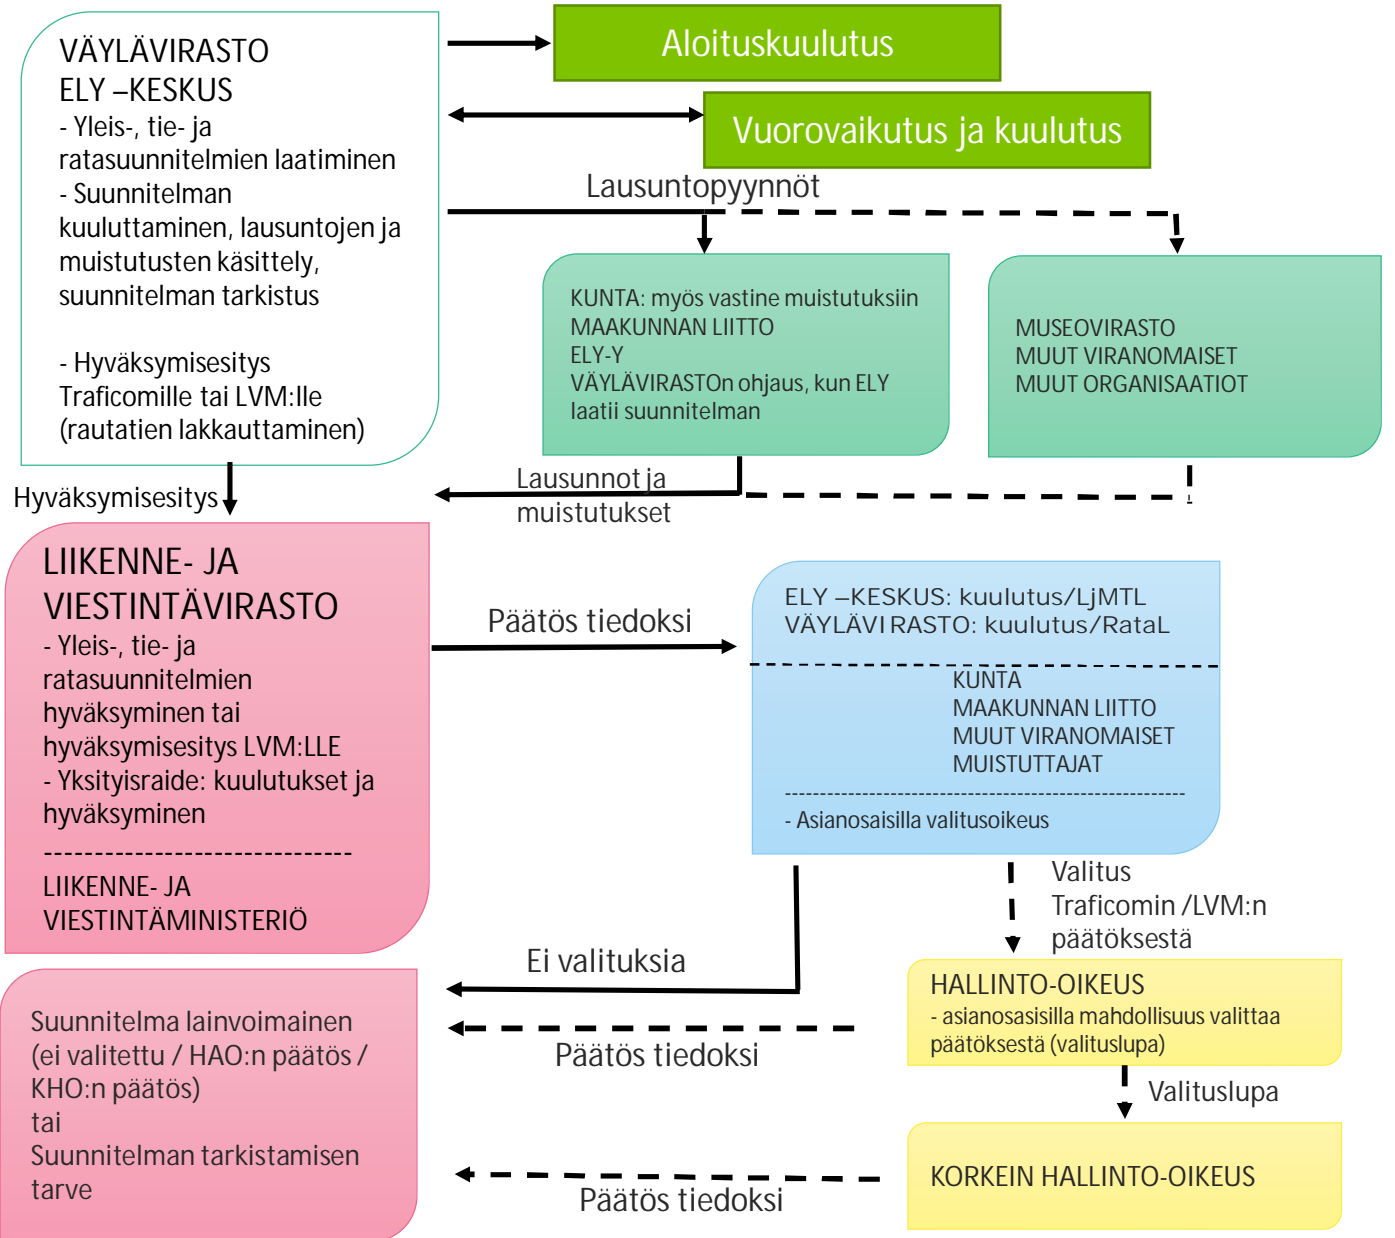 VÄYLÄVIRASTO
ELY –KESKUS
- Yleis-, tie- ja
ratasuunnitelmien laatiminen
- Suunnitelman
kuuluttaminen, lausuntojen ja
muistutusten käsittely,
suunnitelman tarkistus
- Hyväksymisesitys
Traficomille tai LVM:lle
(rautatien lakkauttaminen)
Aloituskuulutus
Vuorovaikutus ja kuulutus
Lausuntopyynnöt
KUNTA: myös vastine muistutuksiin
MAAKUNNAN LIITTO
ELY-Y
VÄYLÄVIRASTOn ohjaus, kun ELY
laatii suunnitelman
MUSEOVIRASTO
MUUT VIRANOMAISET
MUUT ORGANISAATIOT
Lausunnot ja
muistutukset
Hyväksymisesitys
LIIKENNE- JA
VIESTINTÄVIRASTO
- Yleis-, tie- ja
ratasuunnitelmien
hyväksyminen tai
hyväksymisesitys LVM:LLE
- Yksityisraide: kuulutukset ja
hyväksyminen
-------------------------------
LIIKENNE- JA
VIESTINTÄMINISTERIÖ
Päätös tiedoksi
ELY –KESKUS: kuulutus/LjMTL
VÄYLÄVIRASTO: kuulutus/RataL
KUNTA
MAAKUNNAN LIITTO
MUUT VIRANOMAISET
MUISTUTTAJAT
---------------------------------------------------------
- Asianosaisilla valitusoikeus
Valitus
Traficomin /LVM:n
päätöksestä
Ei valituksia
Päätös tiedoksi
HALLINTO-OIKEUS
- asianosasisilla mahdollisuus valittaa
päätöksestä (valituslupa)
Valituslupa
KORKEIN HALLINTO-OIKEUS
Päätös tiedoksi
Suunnitelma lainvoimainen
(ei valitettu / HAO:n päätös /
KHO:n päätös)
tai
Suunnitelman tarkistamisen
tarve